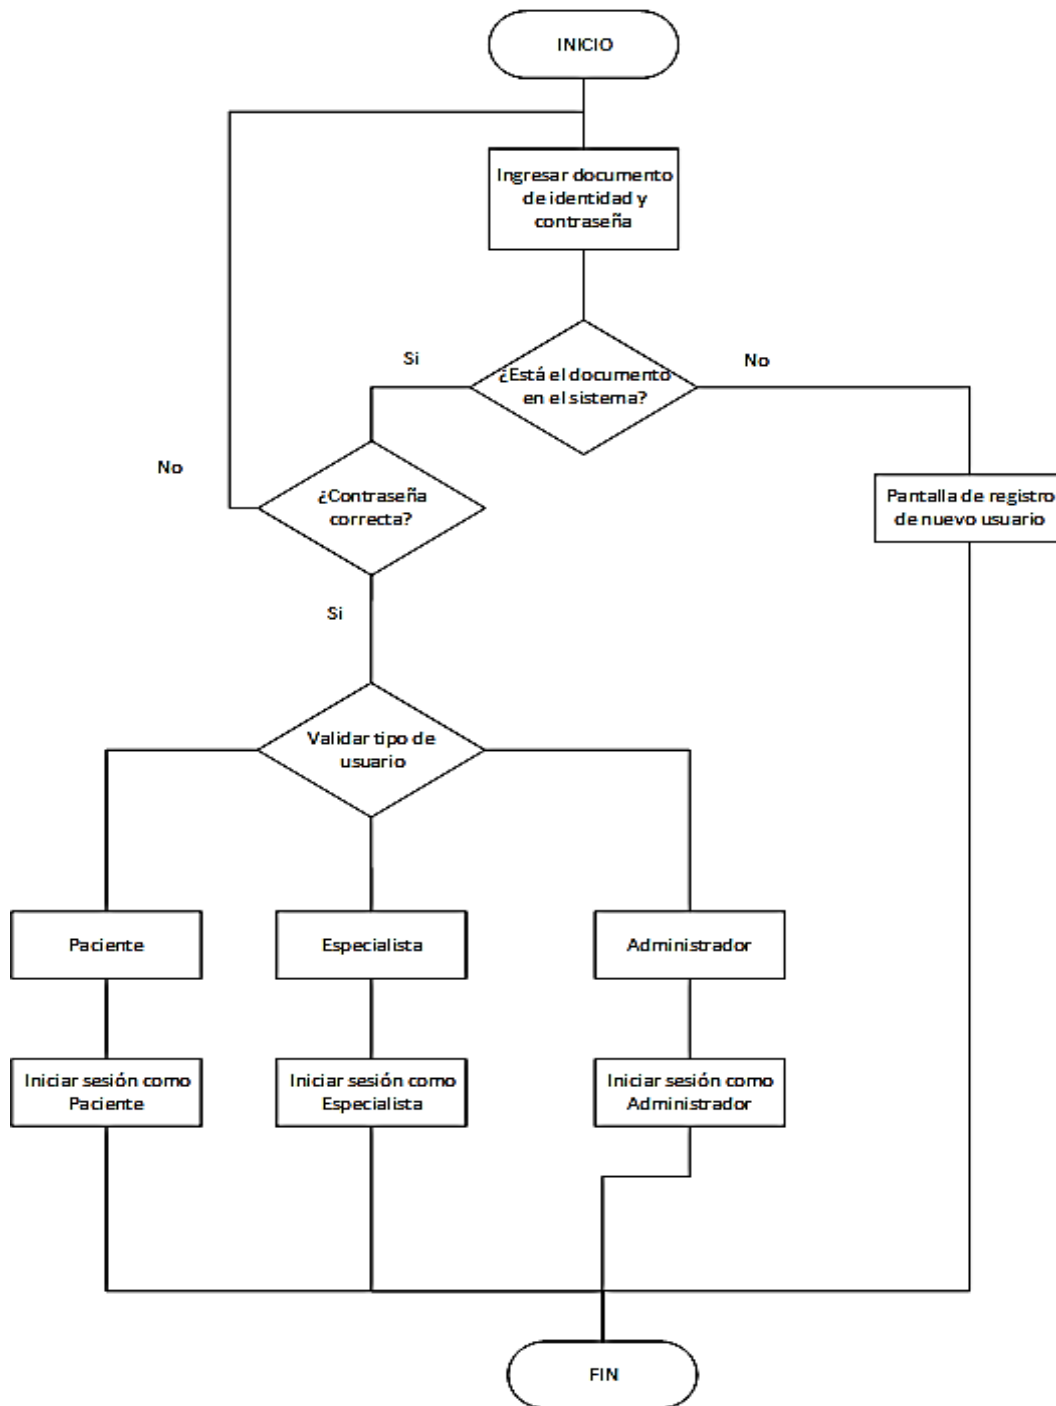 INICIO
Ingresar documento
de identidad y
contraseña
Si
No
¿Está el documento
en el sistema?
No
¿Contraseña
correcta?
Pantalla de registro
de nuevo usuario
Si
Validar tipo de
usuario
Paciente
Especialista
Administrador
Iniciar sesión como
Paciente
Iniciar sesión como
Especialista
Iniciar sesión como
Administrador
FIN